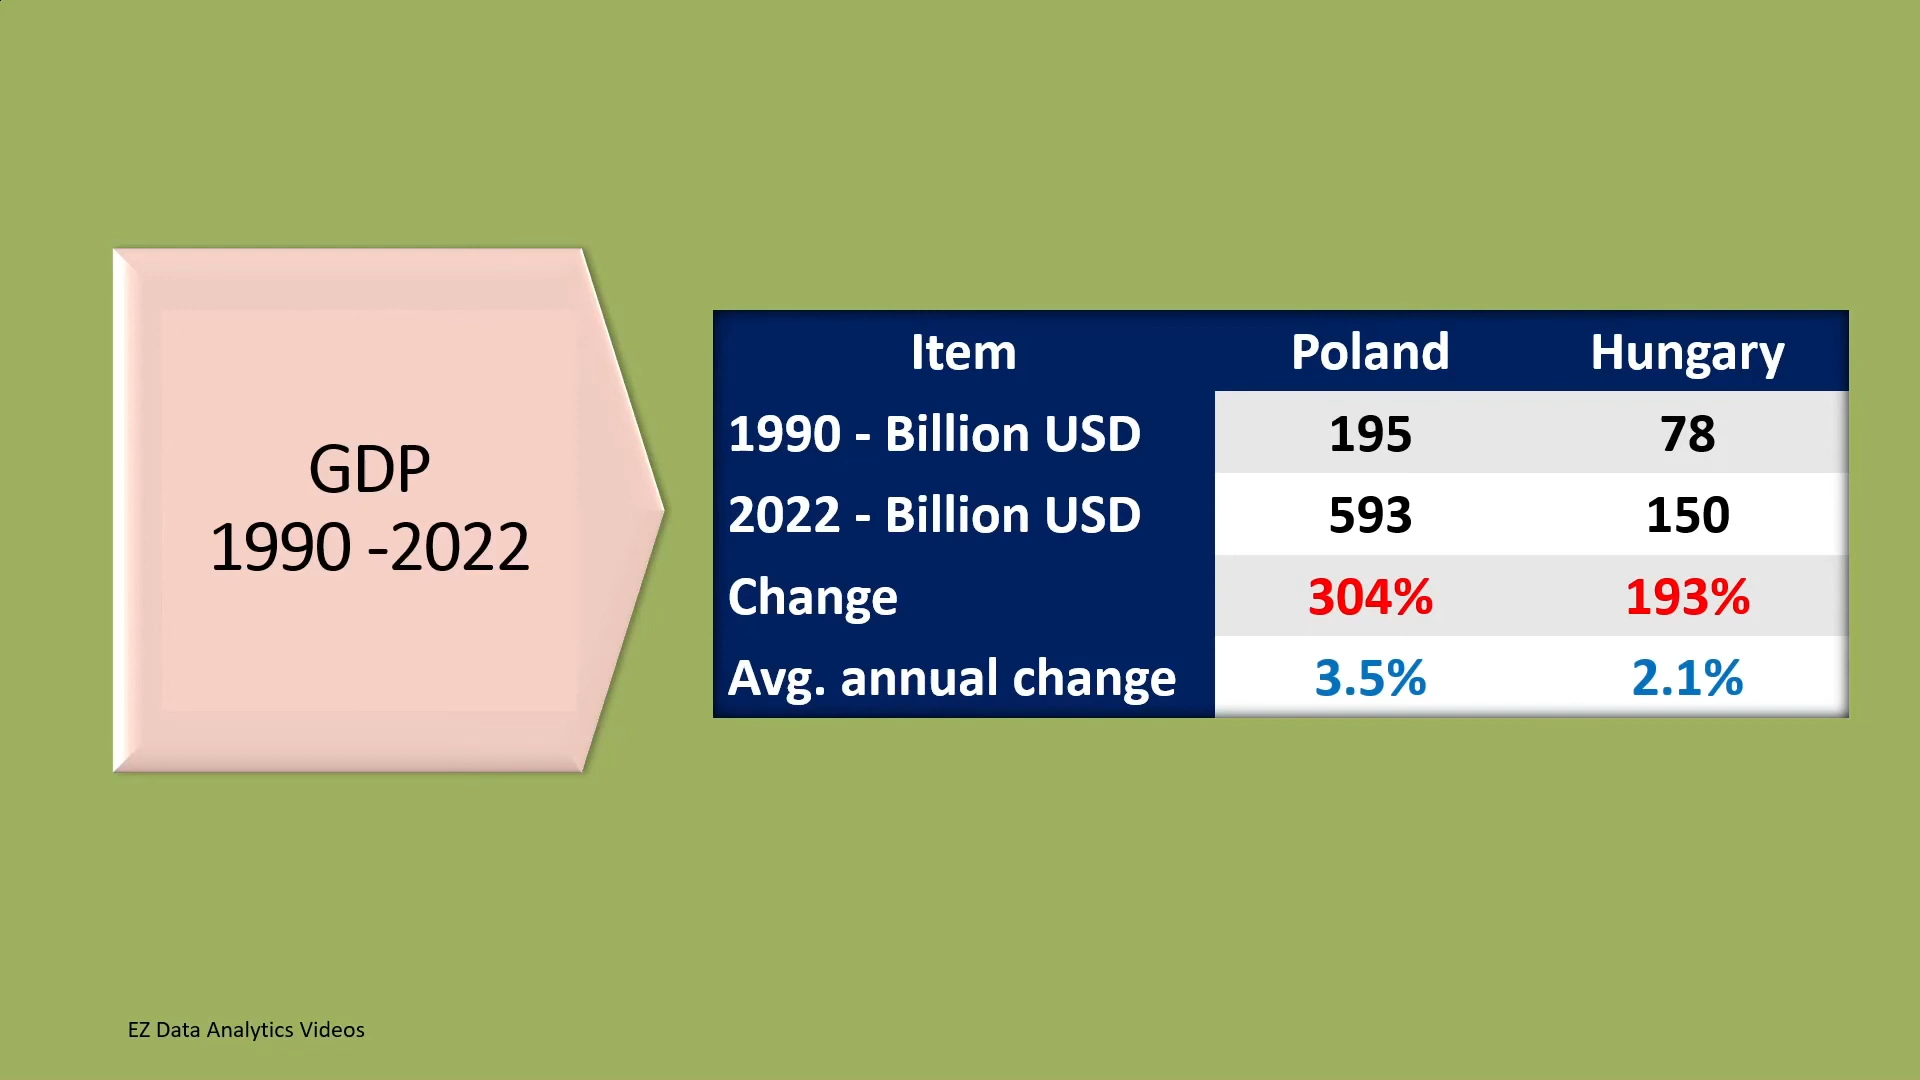 GDP
1990 -2022
Item Poland Hungary
1990 - Billion USD 195 78
2022 - Billion USD 593 150
Change 304% 193%
Avg. annual change 3.5% 2.1%
EZ Data Analytics Videos